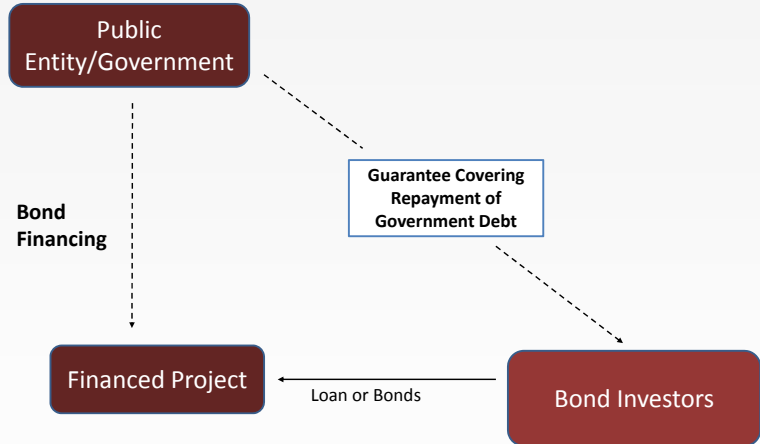 Public
Entity/Government
Guarantee Covering
Repayment of
Government Debt
Bond
Financing
Financed Project
Loan or Bonds
Bond Investors